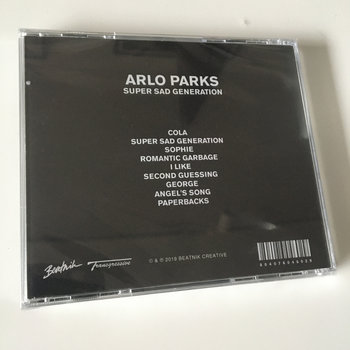 ARLO PARKS
SUPER SAD GENERATION
COLA
SUPER SAD GENERATION
SOPHIE
ROMANTIC GARBAGE
I LIKE
SECOND GUESSING
GEORGE
ANGEL'S SONG
PAPERBACKS
Beatnik
Transgressive
© & ℗ 2019 BEATNIK CREATIVE